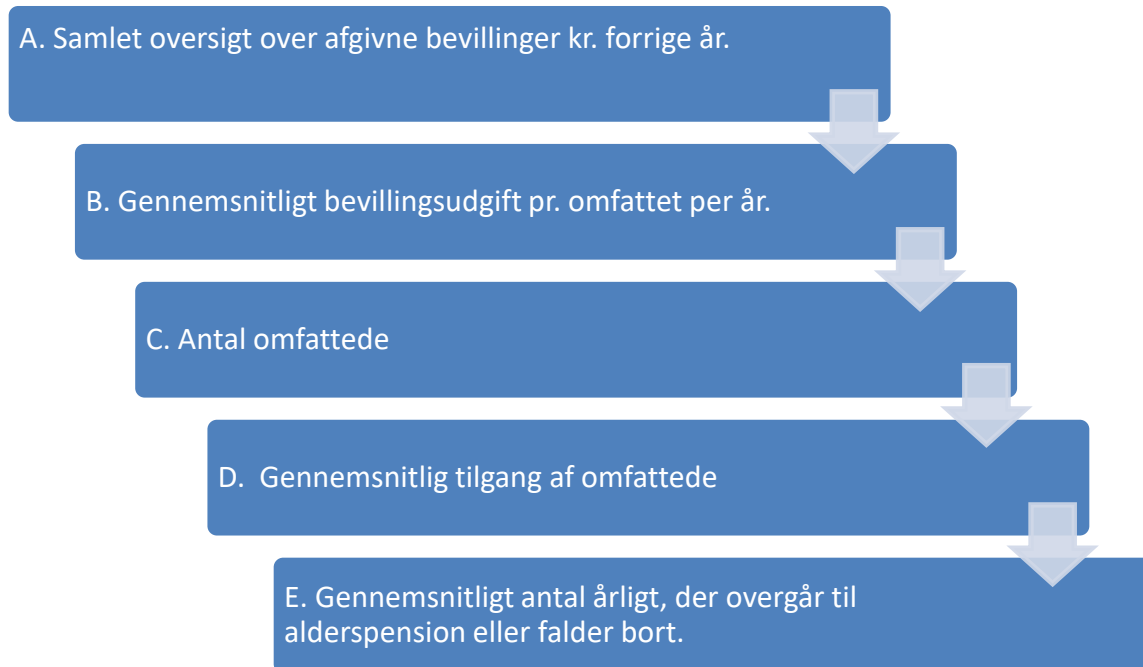 A. Samlet oversigt over afgivne bevillinger kr. forrige år.
B. Gennemsnitligt bevillingsudgift pr. omfattet per år.
C. Antal omfattede
D. Gennemsnitlig tilgang af omfattede
E. Gennemsnitligt antal årligt, der overgår til
alderspension eller falder bort.